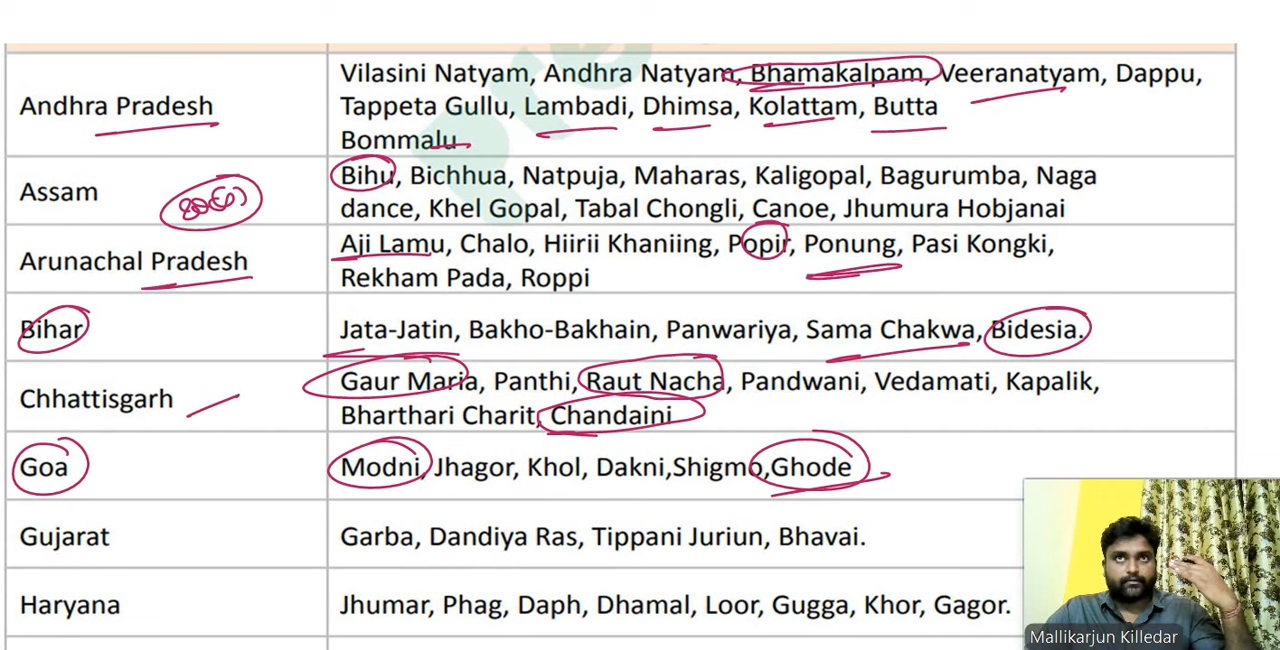 Andhra Pradesh
Vilasini Natyam, Andhra Natyam, Bhamakalpam, Veeranatyam, Dappu,
Tappeta Gullu, Lambadi, Dhimsa, Kolattam, Butta
Bommalu
Assam
Bihu, Bichhua, Natpuja, Maharas, Kaligopal, Bagurumba, Naga
dance, Khel Gopal, Tabal Chongli, Canoe, Jhumura Hobjanai
Arunachal Pradesh
Aji Lamu, Chalo, Hiirii Khaniing, Popir, Ponung, Pasi Kongki,
Rekham Pada, Roppi
Bihar
Jata-Jatin, Bakho-Bakhain, Panwariya, Sama Chakwa, Bidesia.
Chhattisgarh
Gaur Maria, Panthi, Raut Nacha, Pandwani, Vedamati, Kapalik,
Bharthari Charit, Chandaini
Goa
Modni, Jhagor, Khol, Dakni,Shigmo,Ghode
Gujarat
Garba, Dandiya Ras, Tippani Juriun, Bhavai.
Haryana
Jhumar, Phag, Daph, Dhamal, Loor, Gugga, Khor, Gagor.
Mallikarjun Killedar